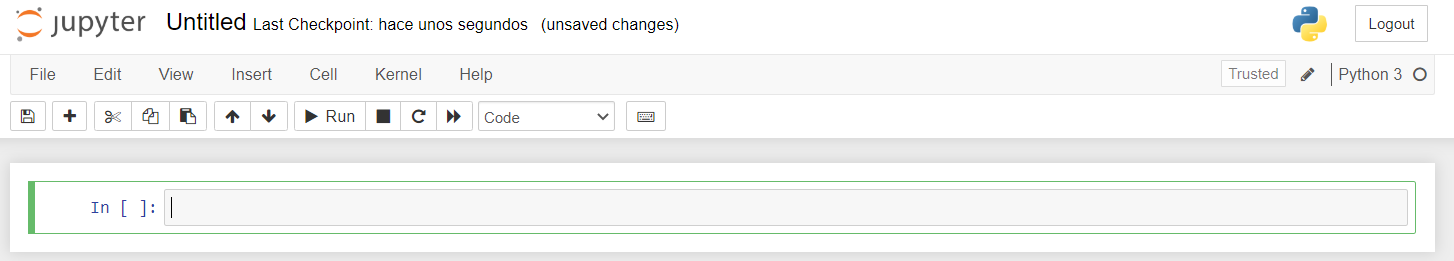 jupyter Untitled Last Checkpoint: hace unos segundos (unsaved changes) Logout
File Edit View Insert Cell Kernel Help Trusted Python 3
Run Code
In [ ]: